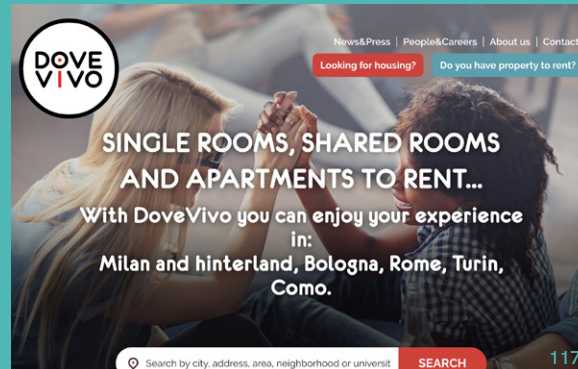 DOVE
VIVO
News&Press | People&Careers | About us | Contact
Looking for housing?
Do you have property to rent?
SINGLE ROOMS, SHARED ROOMS
AND APARTMENTS TO RENT...
With DoveVivo you can enjoy your experience
in:
Milan and hinterland, Bologna, Rome, Turin,
Como.
Search by city, address, area, neighborhood or universit
SEARCH
117